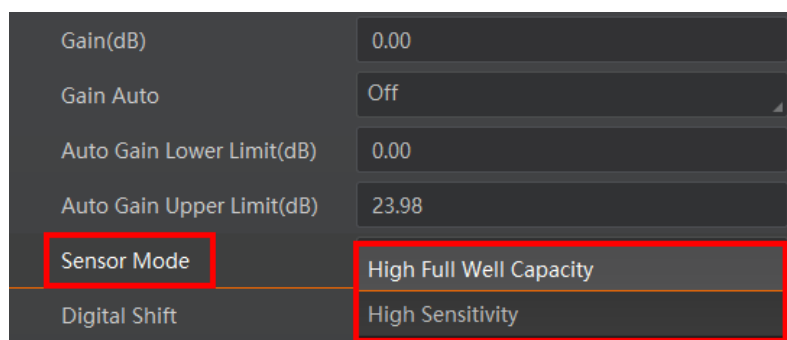 Gain(dB) 0.00
Gain Auto Off
Auto Gain Lower Limit(dB) 0.00
Auto Gain Upper Limit(dB) 23.98
Sensor Mode High Full Well Capacity
Digital Shift High Sensitivity